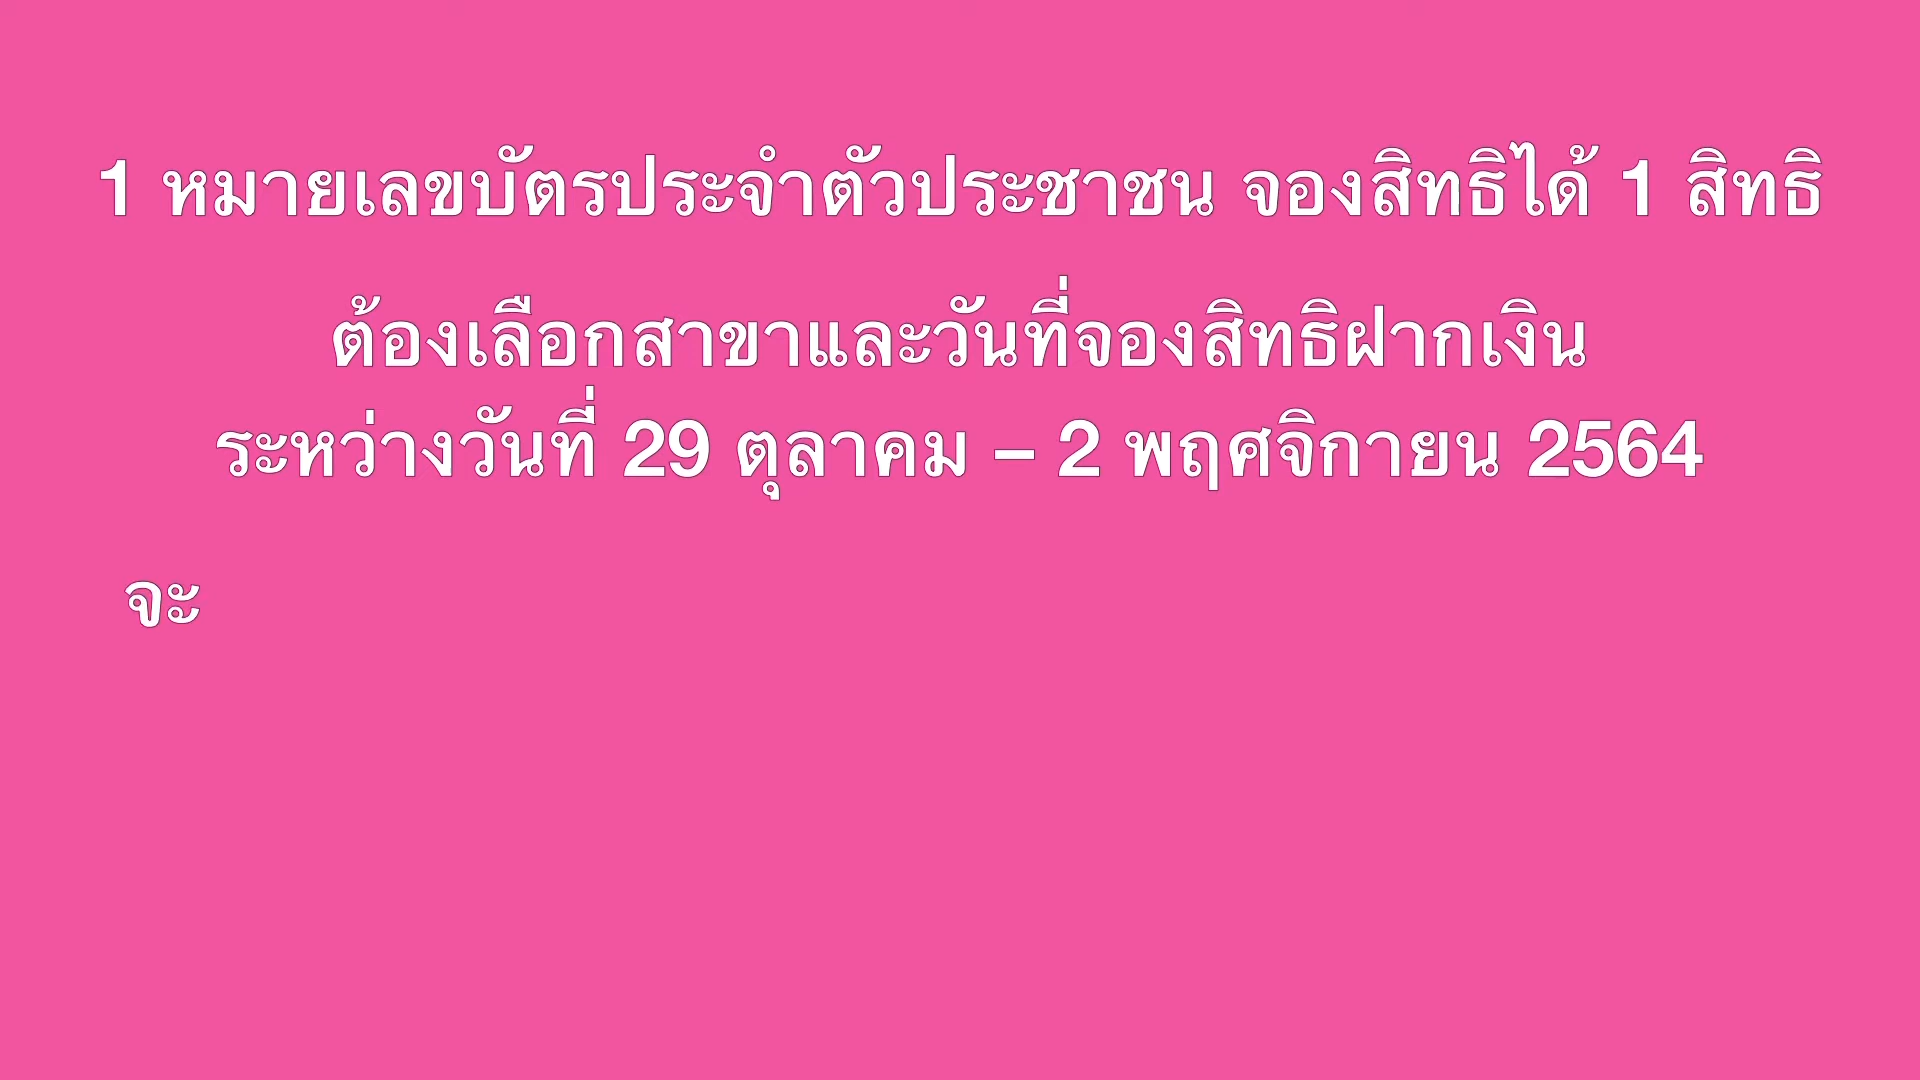 1 หมายเลขบัตรประจำตัวประชาชน จองสิทธิได้ 1 สิทธิ
ต้องเลือกสาขาและวันที่จองสิทธิฝากเงิน
ระหว่างวันที่ 29 ตุลาคม – 2 พฤศจิกายน 2564
จะ